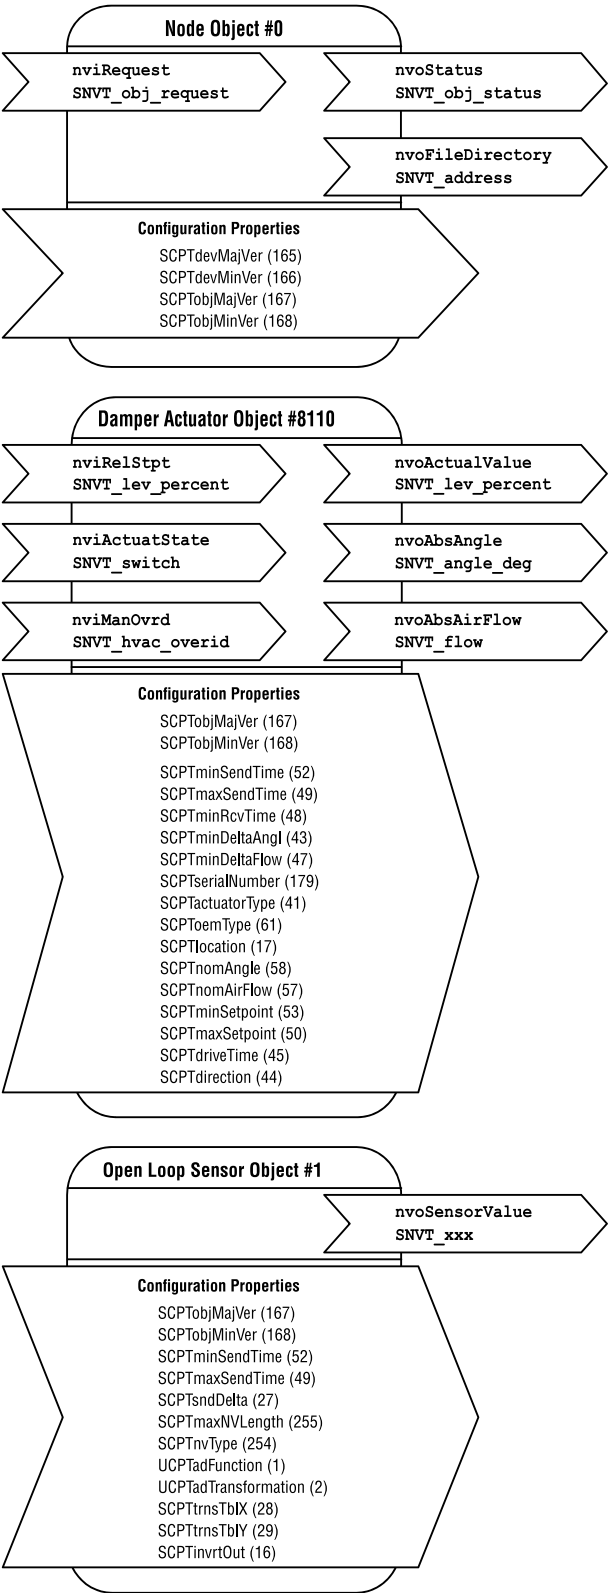 Node Object #0
nviRequest
SNVT_obj_request
nvoStatus
SNVT_obj_status
nvoFileDirectory
SNVT_address
Configuration Properties
SCPTdevMajVer (165)
SCPTdevMinVer (166)
SCPTobjMajVer (167)
SCPTobjMinVer (168)
Damper Actuator Object #8110
nviRelStpt
SNVT_lev_percent
nvoActualValue
SNVT_lev_percent
nviActuatState
SNVT_switch
nvoAbsAngle
SNVT_angle_deg
nviManOvrd
SNVT_hvac_overid
nvoAbsAirFlow
SNVT_flow
Configuration Properties
SCPTobjMajVer (167)
SCPTobjMinVer (168)
SCPTminSendTime (52)
SCPTmaxSendTime (49)
SCPTminRcvTime (48)
SCPTminDeltaAngl (43)
SCPTminDeltaFlow (47)
SCPTserialNumber (179)
SCPTactuatorType (41)
SCPToemType (61)
SCPTlocation (17)
SCPTnomAngle (58)
SCPTnomAirFlow (57)
SCPTminSetpoint (53)
SCPTmaxSetpoint (50)
SCPTdriveTime (45)
SCPTdirection (44)
Open Loop Sensor Object #1
nvoSensorValue
SNVT_xxx
Configuration Properties
SCPTobjMajVer (167)
SCPTobjMinVer (168)
SCPTminSendTime (52)
SCPTmaxSendTime (49)
SCPTsndDelta (27)
SCPTmaxNVLength (255)
SCPTnvType (254)
UCPTadFunction (1)
UCPTadTransformation (2)
SCPTtrnsTblX (28)
SCPTtrnsTblY (29)
SCPTinvrtOut (16)